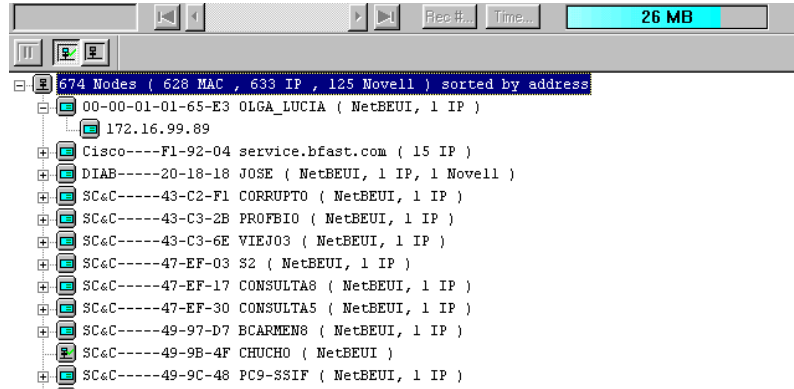 Rec #... Time... 26 MB
674 Nodes ( 628 MAC , 633 IP , 125 Novell ) sorted by address
00-00-01-01-65-E3 OLGA_LUCIA ( NetBEUI, 1 IP )
172.16.99.89
Cisco----F1-92-04 service.bfast.com ( 15 IP )
DIAB-----20-18-18 JOSE ( NetBEUI, 1 IP, 1 Novell )
SC&C-----43-C2-F1 CORRUPTO ( NetBEUI, 1 IP )
SC&C-----43-C3-2B PROFBIO ( NetBEUI, 1 IP )
SC&C-----43-C3-6E VIEJO3 ( NetBEUI, 1 IP )
SC&C-----47-EF-03 S2 ( NetBEUI, 1 IP )
SC&C-----47-EF-17 CONSULTA8 ( NetBEUI, 1 IP )
SC&C-----47-EF-30 CONSULTA5 ( NetBEUI, 1 IP )
SC&C-----49-97-D7 BCARMEN8 ( NetBEUI, 1 IP )
SC&C-----49-9B-4F CHUCHO ( NetBEUI )
SC&C-----49-9C-48 PC9-SSIF ( NetBEUI, 1 IP )